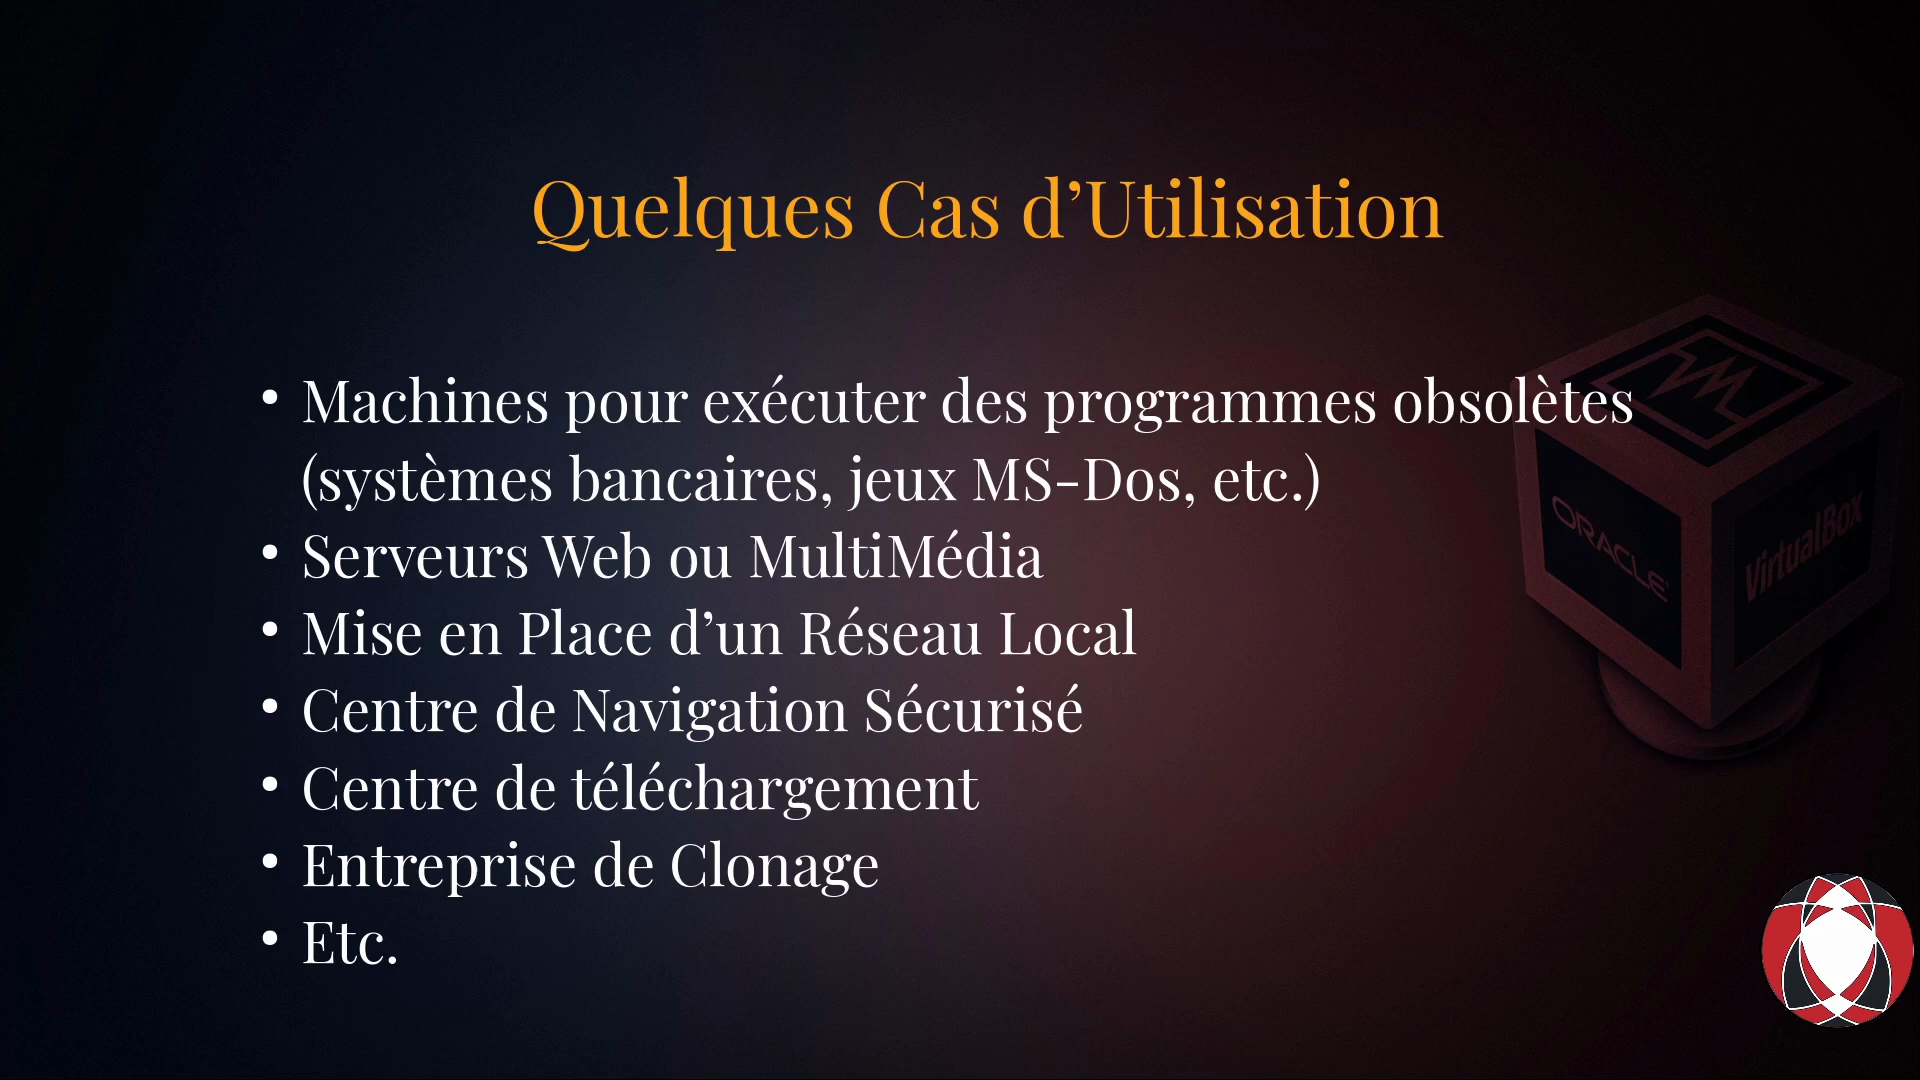 Quelques Cas d’Utilisation
• Machines pour exécuter des programmes obsolètes
(systèmes bancaires, jeux MS-Dos, etc.)
• Serveurs Web ou MultiMédia
• Mise en Place d’un Réseau Local
• Centre de Navigation Sécurisé
• Centre de téléchargement
• Entreprise de Clonage
• Etc.
ORACLE
VirtualBox